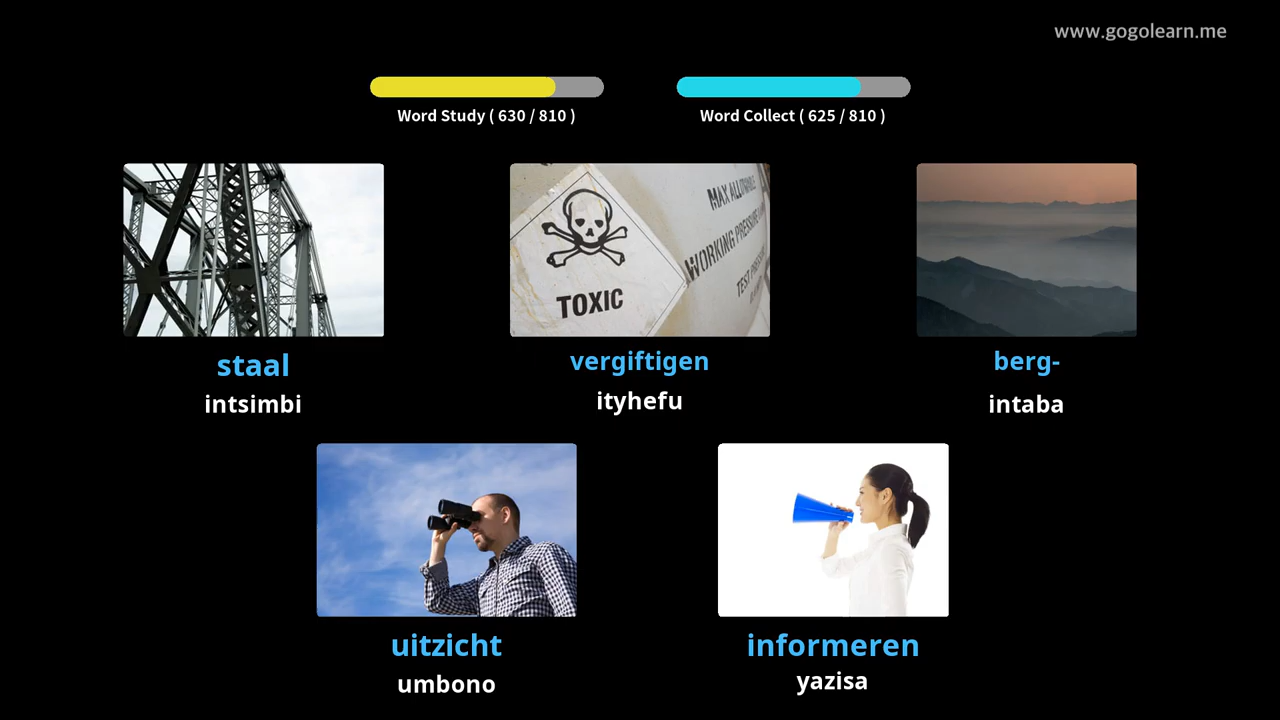 www.gogolearn.me
Word Study ( 630 / 810 )
Word Collect ( 625 / 810 )
TOXIC
MAX ALLOWABLE
WORKING PRESSURE
TEST
staal
vergiftigen
berg-
intsimbi
ityhefu
intaba
uitzicht
informeren
umbono
yazisa